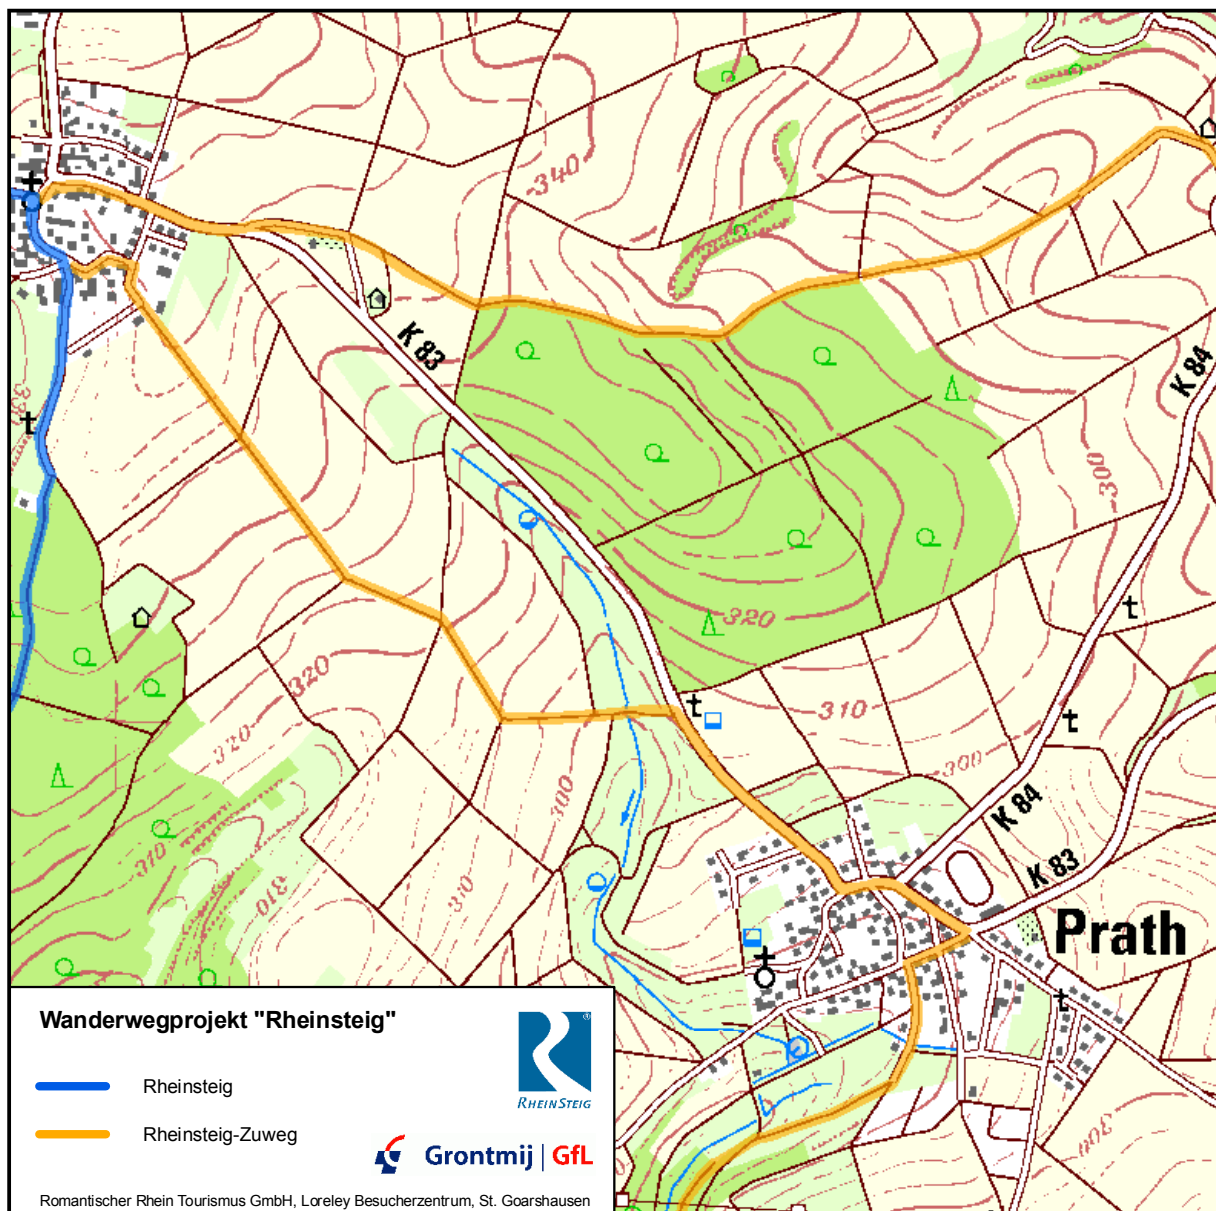 340
K 83
K 84
300
320
320
310
320
300
300
K 84
310
310
310
K 83
Prath
300
Wanderwegprojekt "Rheinsteig"
®
RHEINSTEIG
Rheinsteig
Rheinsteig-Zuweg
Grontmij | GfL
Romantischer Rhein Tourismus GmbH, Loreley Besucherzentrum, St. Goarshausen